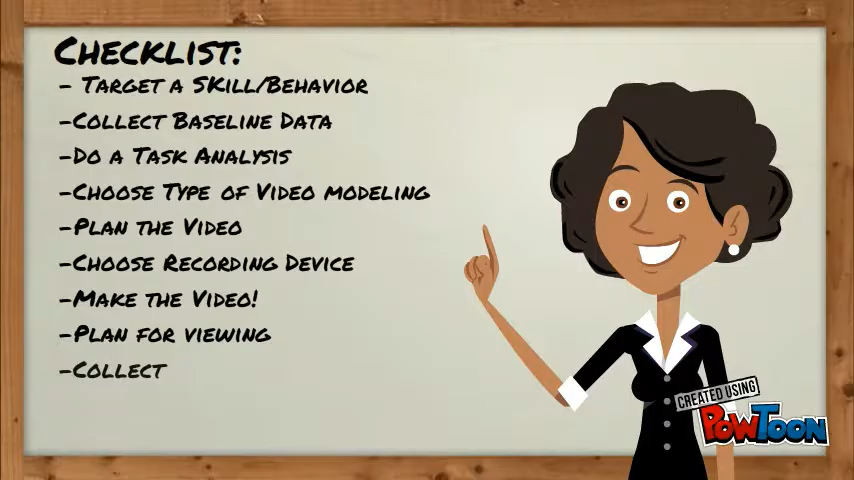 Checklist:
- Target a Skill/Behavior
-Collect Baseline Data
-Do a Task Analysis
-Choose Type of Video modeling
-Plan the Video
-Choose Recording Device
-Make the Video!
-Plan for viewing
-Collect
CREATED USING
POWTOON